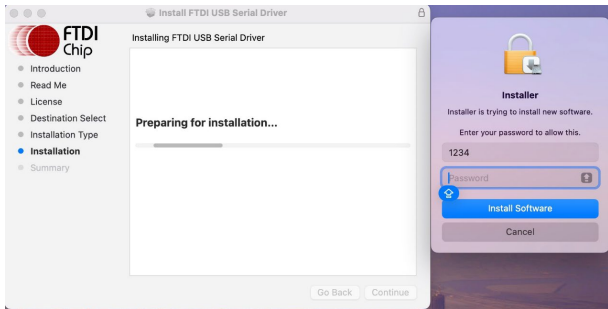 Install FTDI USB Serial Driver
FTDI
Chip
Installing FTDI USB Serial Driver
Introduction
Read Me
License
Destination Select
Installation Type
Installation
Summary
Preparing for installation...
Go Back
Continue
Installer
Installer is trying to install new software.
Enter your password to allow this.
1234
Password
Install Software
Cancel